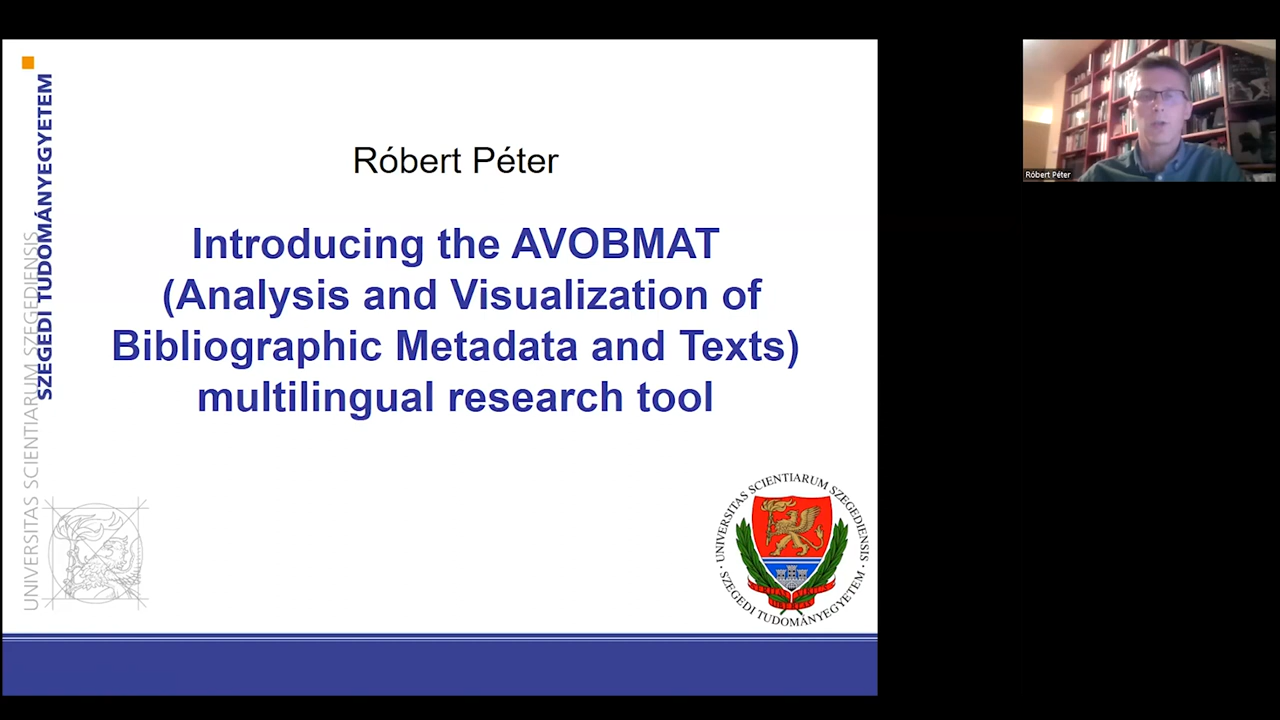 SZEGEDI TUDOMÁNYEGYETEM
UNIVERSITAS SCIENTIARUM SZEGEDIENSIS
Róbert Péter
Introducing the AVOBMAT
(Analysis and Visualization of
Bibliographic Metadata and Texts)
multilingual research tool
· UNIVERSITAS SCIENTIARUM SZEGEDIENSIS ·
SZEGEDI TUDOMÁNYEGYETEM
Róbert Péter